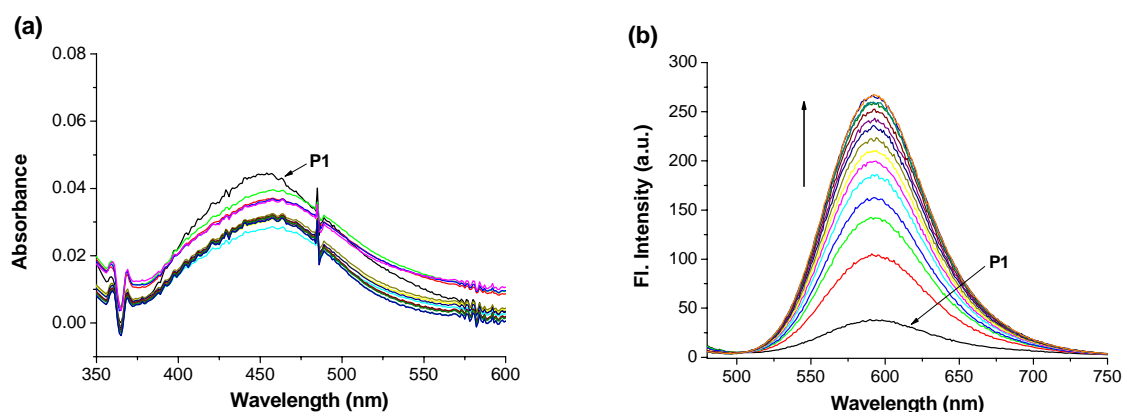 (a)
0.08
0.06
0.04
0.02
0.00
Absorbance
P1
350 400 450 500 550 600
Wavelength (nm)
(b)
300
250
200
150
100
50
0
Fl. Intensity (a.u.)
P1
500 550 600 650 700 750
Wavelength (nm)